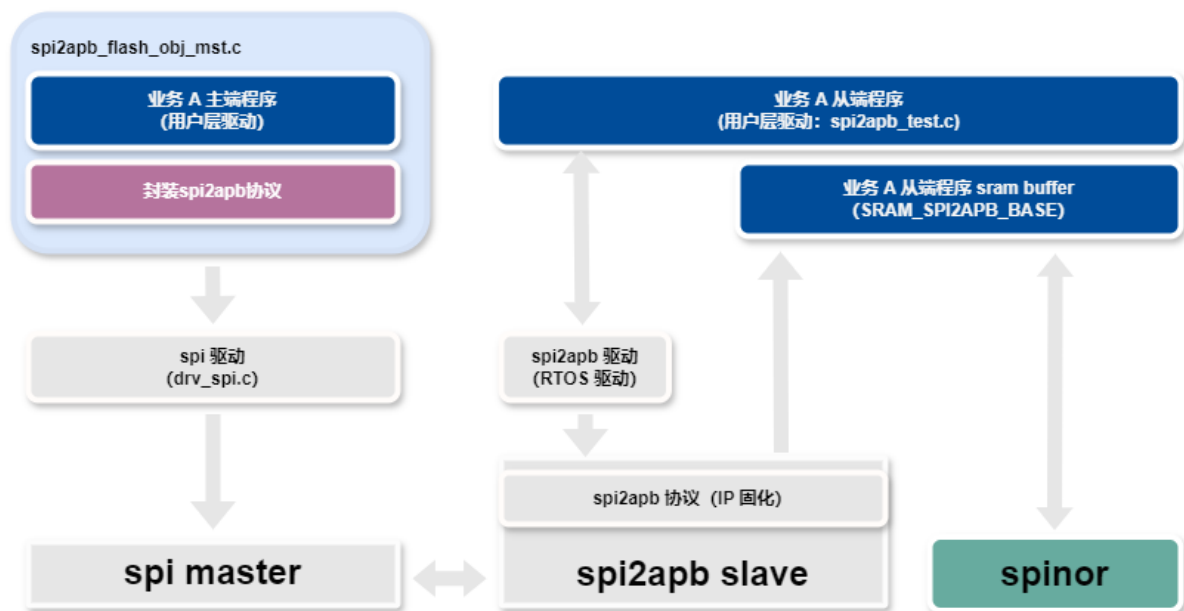 spi2apb_flash_obj_mst.c
业务 A 主端程序
(用户层驱动)
封装spi2apb协议
业务 A 从端程序
(用户层驱动：spi2apb_test.c)
业务 A 从端程序 sram buffer
（SRAM_SPI2APB_BASE）
spi 驱动
(drv_spi.c)
spi2apb 驱动
(RTOS 驱动)
spi2apb 协议（IP 固化）
spi master
spi2apb slave
spinor